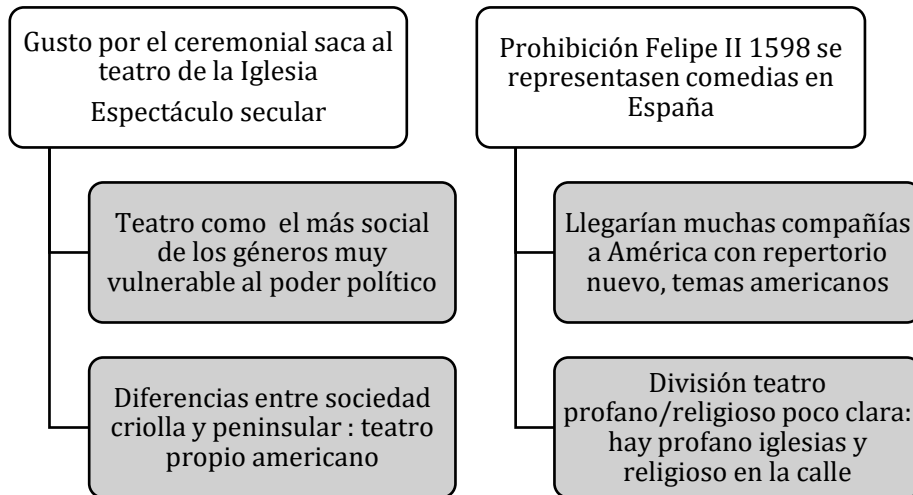 Gusto por el ceremonial saca al
teatro de la Iglesia
Espectáculo secular
Teatro como el más social
de los géneros muy
vulnerable al poder político
Diferencias entre sociedad
criolla y peninsular : teatro
propio americano
Prohibición Felipe II 1598 se
representasen comedias en
España
Llegarían muchas compañías
a América con repertorio
nuevo, temas americanos
División teatro
profano/religioso poco clara:
hay profano iglesias y
religioso en la calle